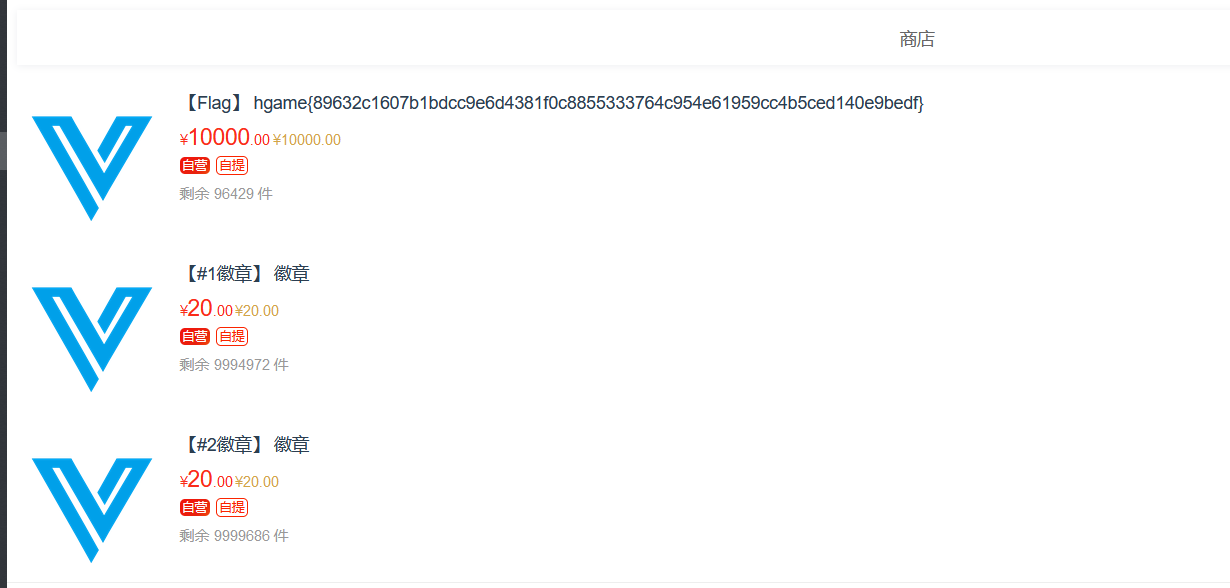 商店
【Flag】 hgame{89632c1607b1bdcc9e6d4381f0c8855333764c954e61959cc4b5ced140e9bedf}
¥10000.00 ¥10000.00
自营 自提
剩余 96429 件
【#1徽章】 徽章
¥20.00 ¥20.00
自营 自提
剩余 9994972 件
【#2徽章】 徽章
¥20.00 ¥20.00
自营 自提
剩余 9999686 件